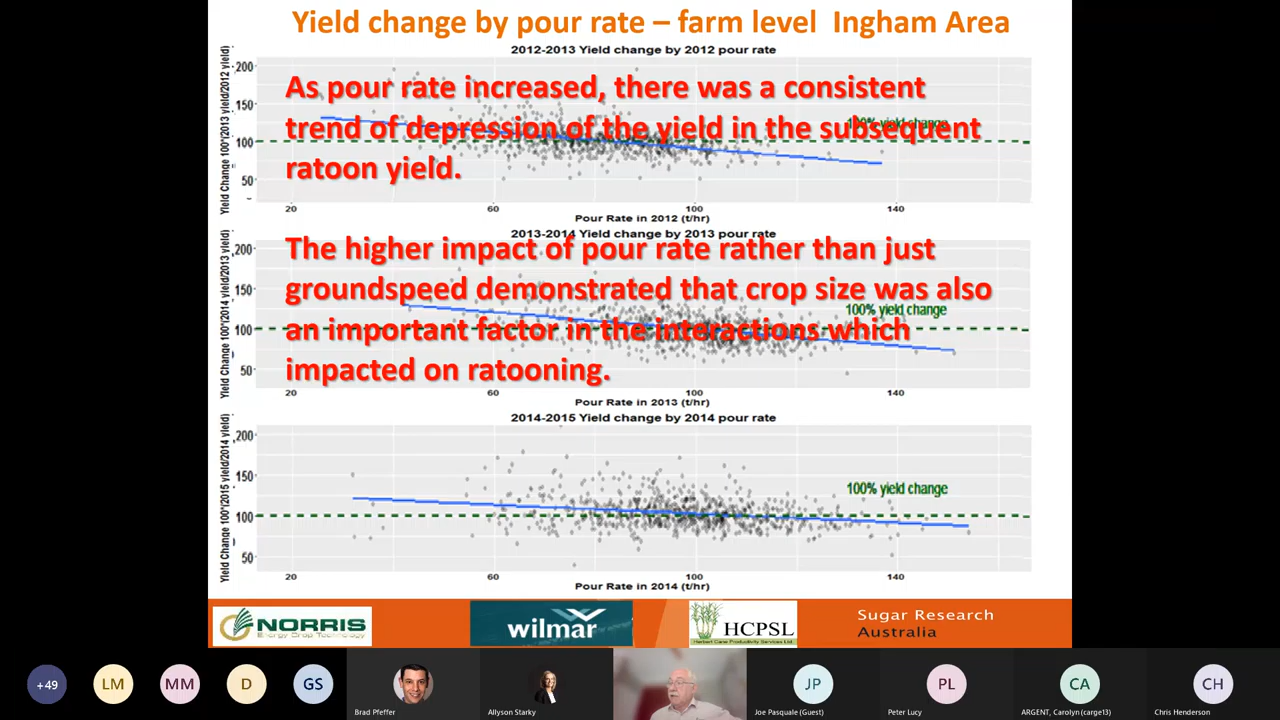 Yield change by pour rate – farm level Ingham Area
2012-2013 Yield change by 2012 pour rate
Yield Change 100*(2013 yield/2012 yield)
200
150
100
50
100% yield change
As pour rate increased, there was a consistent
trend of depression of the yield in the subsequent
ratoon yield.
20
60
100
140
Pour Rate in 2012 (t/hr)
2013-2014 Yield change by 2013 pour rate
Yield Change 100*(2014 yield/2013 yield)
200
150
100
50
100% yield change
The higher impact of pour rate rather than just
groundspeed demonstrated that crop size was also
an important factor in the interactions which
impacted on ratooning.
20
60
100
140
Pour Rate in 2013 (t/hr)
2014-2015 Yield change by 2014 pour rate
Yield Change 100*(2015 yield/2014 yield)
200
150
100
50
100% yield change
20
60
100
140
Pour Rate in 2014 (t/hr)
NORRIS
Energy Crop Technology
wilmar
HCPSL
Herbert Cane Productivity Services Ltd.
Sugar Research
Australia
+49
LM
MM
D
GS
Brad Pfeffer
Allyson Starky
JP
Joe Pasquale (Guest)
PL
Peter Lucy
CA
ARGENT, Carolyn (carge13)
CH
Chris Henderson